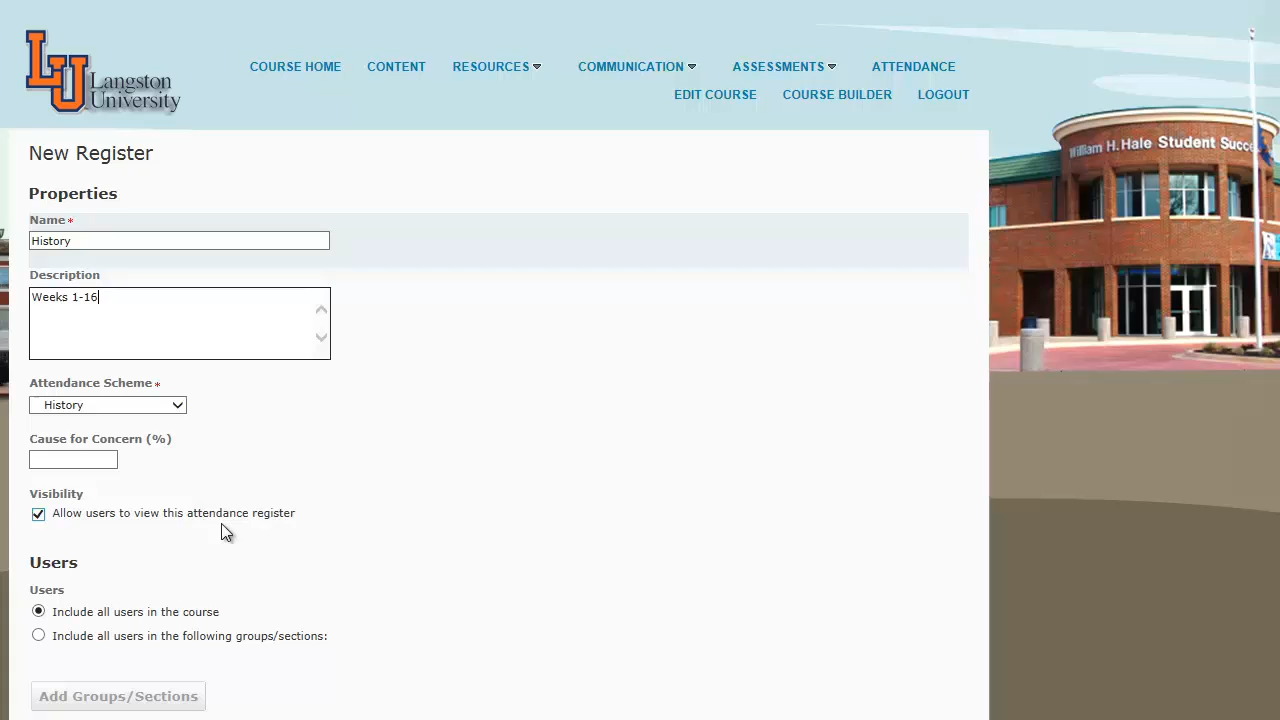 LU Langston
University
COURSE HOME CONTENT RESOURCES COMMUNICATION ASSESSMENTS ATTENDANCE
EDIT COURSE COURSE BUILDER LOGOUT
William H. Hale Student Succe
New Register
Properties
Name*
History
Description
Weeks 1-16
Attendance Scheme*
History
Cause for Concern (%)
Visibility
Allow users to view this attendance register
Users
Users
Include all users in the course
Include all users in the following groups/sections:
Add Groups/Sections